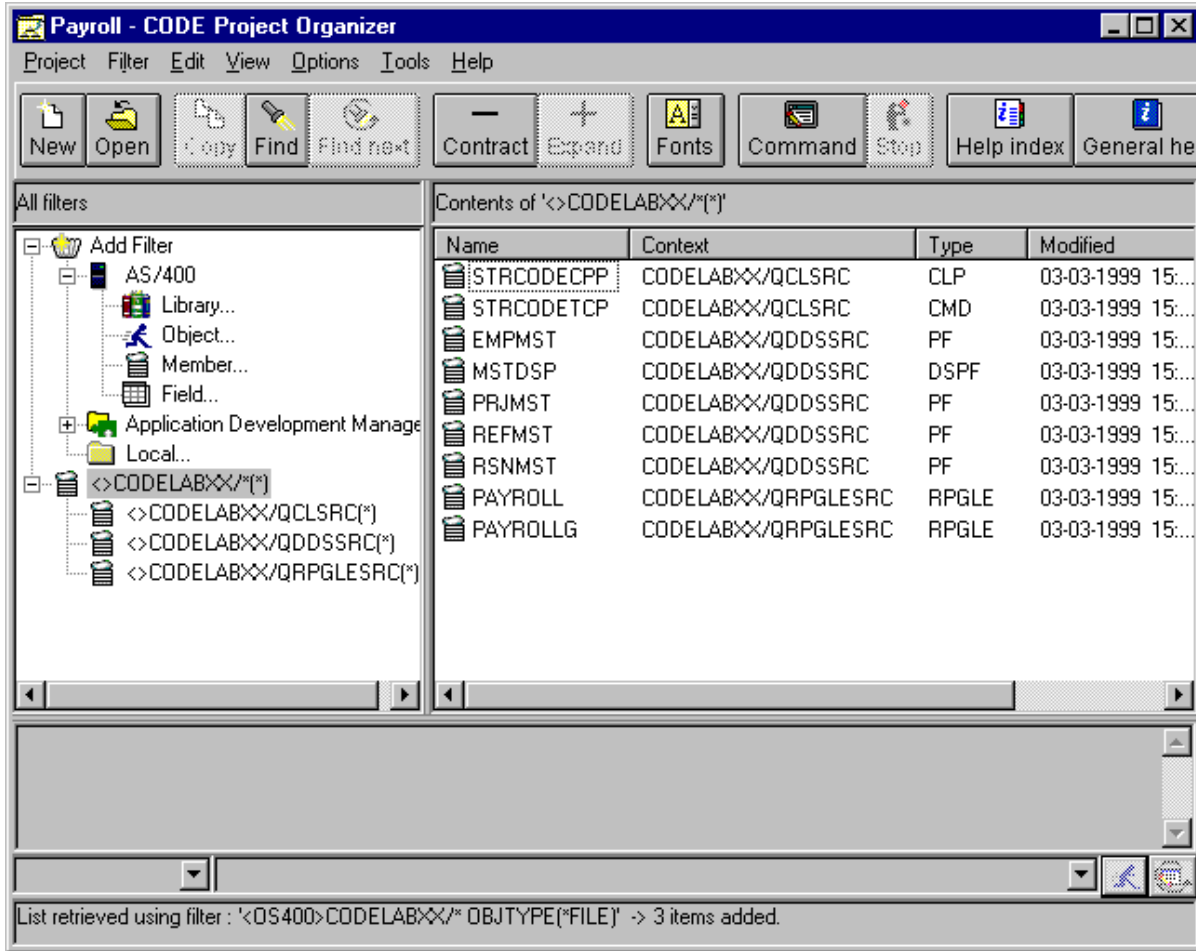 Payroll - CODE Project Organizer
Project Filter Edit View Options Tools Help
New Open Copy Find Find next Contract Expand Fonts Command Stop Help index General he
All filters
Contents of '<>CODELABXX/*(*)'
Add Filter
AS/400
Library...
Object...
Member...
Field...
Application Development Manage
Local...
<>CODELABXX/*(*)
<>CODELABXX/QCLSRC(*)
<>CODELABXX/QDDSSRC(*)
<>CODELABXX/QRPGLESRC(*)
Name Context Type Modified
STRCODECPP CODELABXX/QCLSRC CLP 03-03-1999 15:...
STRCODETCP CODELABXX/QCLSRC CMD 03-03-1999 15:...
EMPMST CODELABXX/QDDSSRC PF 03-03-1999 15:...
MSTDSP CODELABXX/QDDSSRC DSPF 03-03-1999 15:...
PRJMST CODELABXX/QDDSSRC PF 03-03-1999 15:...
REFMST CODELABXX/QDDSSRC PF 03-03-1999 15:...
RSNMST CODELABXX/QDDSSRC PF 03-03-1999 15:...
PAYROLL CODELABXX/QRPGLESRC RPGLE 03-03-1999 15:...
PAYROLLG CODELABXX/QRPGLESRC RPGLE 03-03-1999 15:...
List retrieved using filter : '<OS400>CODELABXX/* OBJTYPE(*FILE)' -> 3 items added.